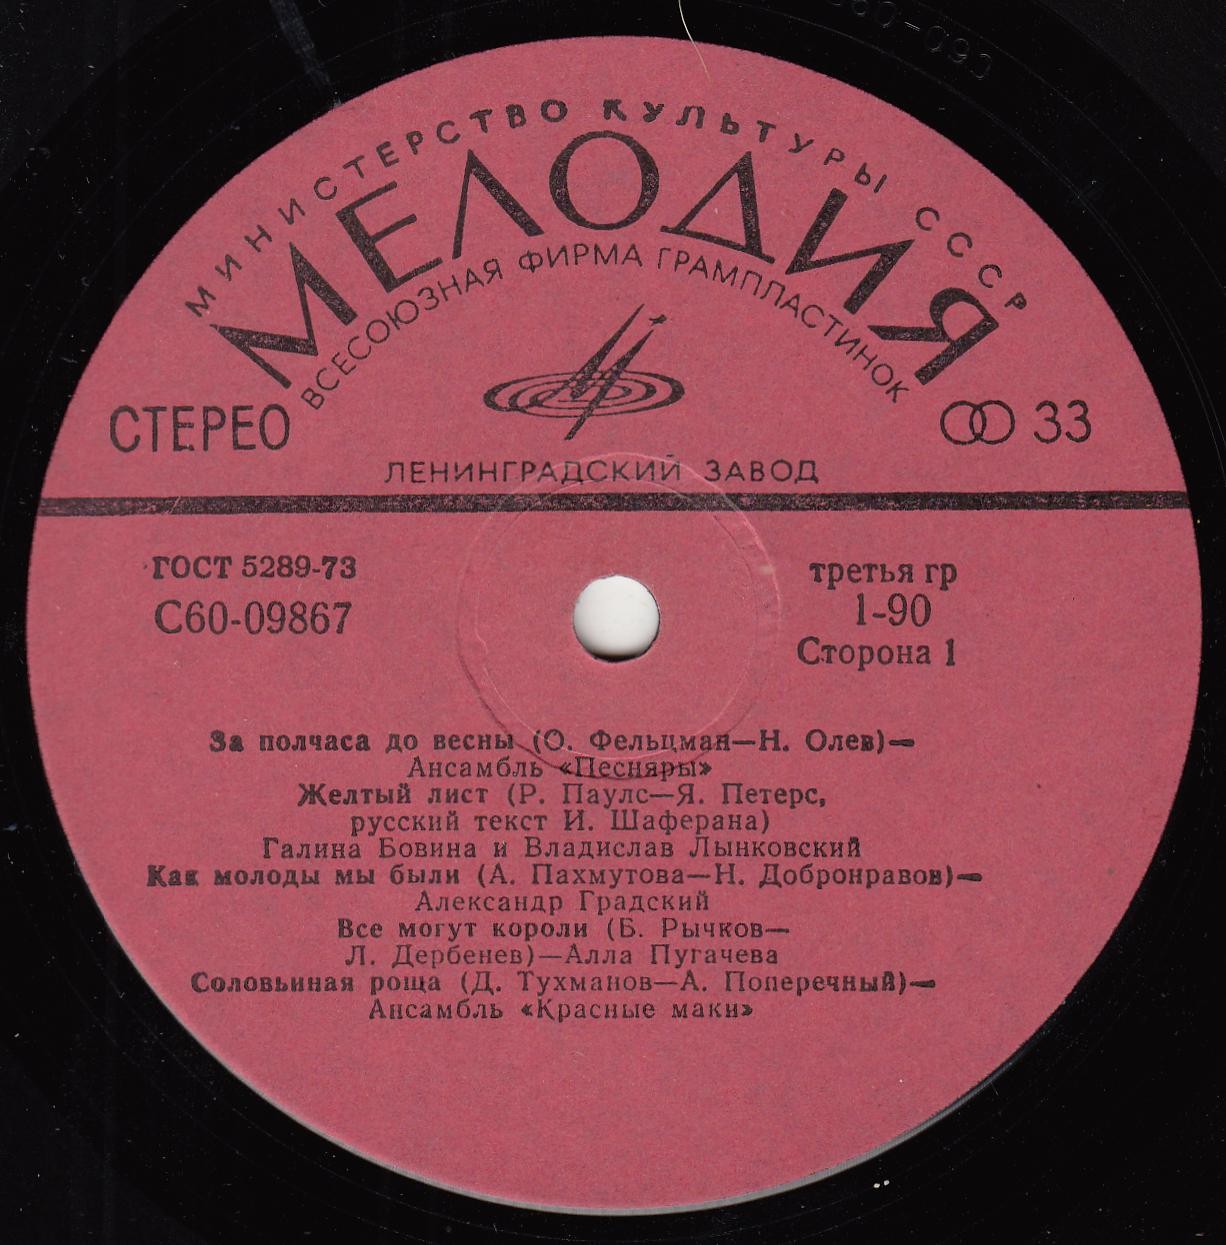 МИНИСТЕРСТВО КУЛЬТУРЫ СССР
МЕЛОДИЯ
ВСЕСОЮЗНАЯ ФИРМА ГРАМПЛАСТИНОК
СТЕРЕО
33
ЛЕНИНГРАДСКИЙ ЗАВОД
ГОСТ 5289-73
С60-09867
третья гр
1-90
Сторона 1
За полчаса до весны (О. Фельцман—Н. Олев)—
Ансамбль «Песняры»
Желтый лист (Р. Паулс—Я. Петерс,
русский текст И. Шаферана)
Галина Бовина и Владислав Лынковский
Как молоды мы были (А. Пахмутова—Н. Добронравов)—
Александр Градский
Все могут короли (Б. Рычков—
Л. Дербенев)—Алла Пугачева
Соловьиная роща (Д. Тухманов—А. Поперечный)—
Ансамбль «Красные маки»